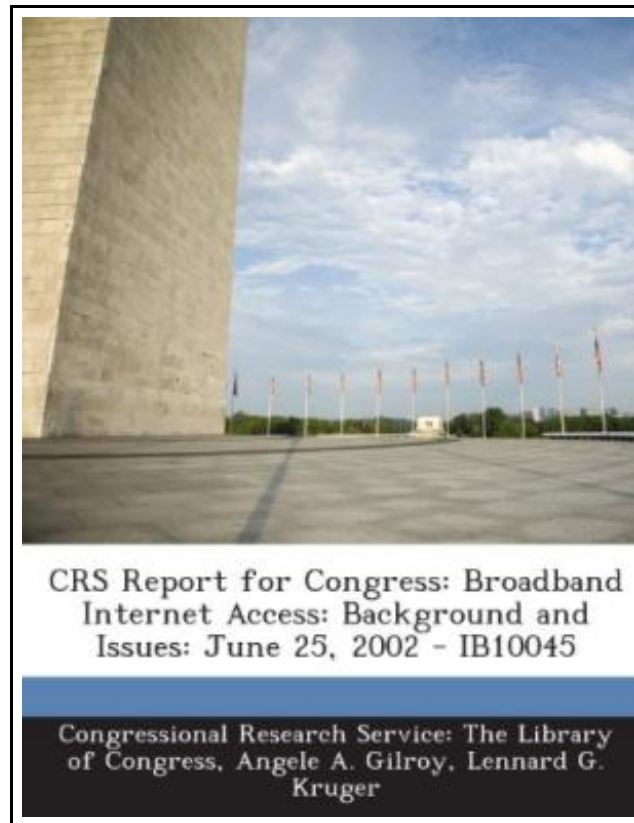 CRS Report for Congress: Broadband
Internet Access: Background and
Issues: June 25, 2002 - IB10045
Congressional Research Service: The Library
of Congress, Angele A. Gilroy, Lennard G.
Kruger